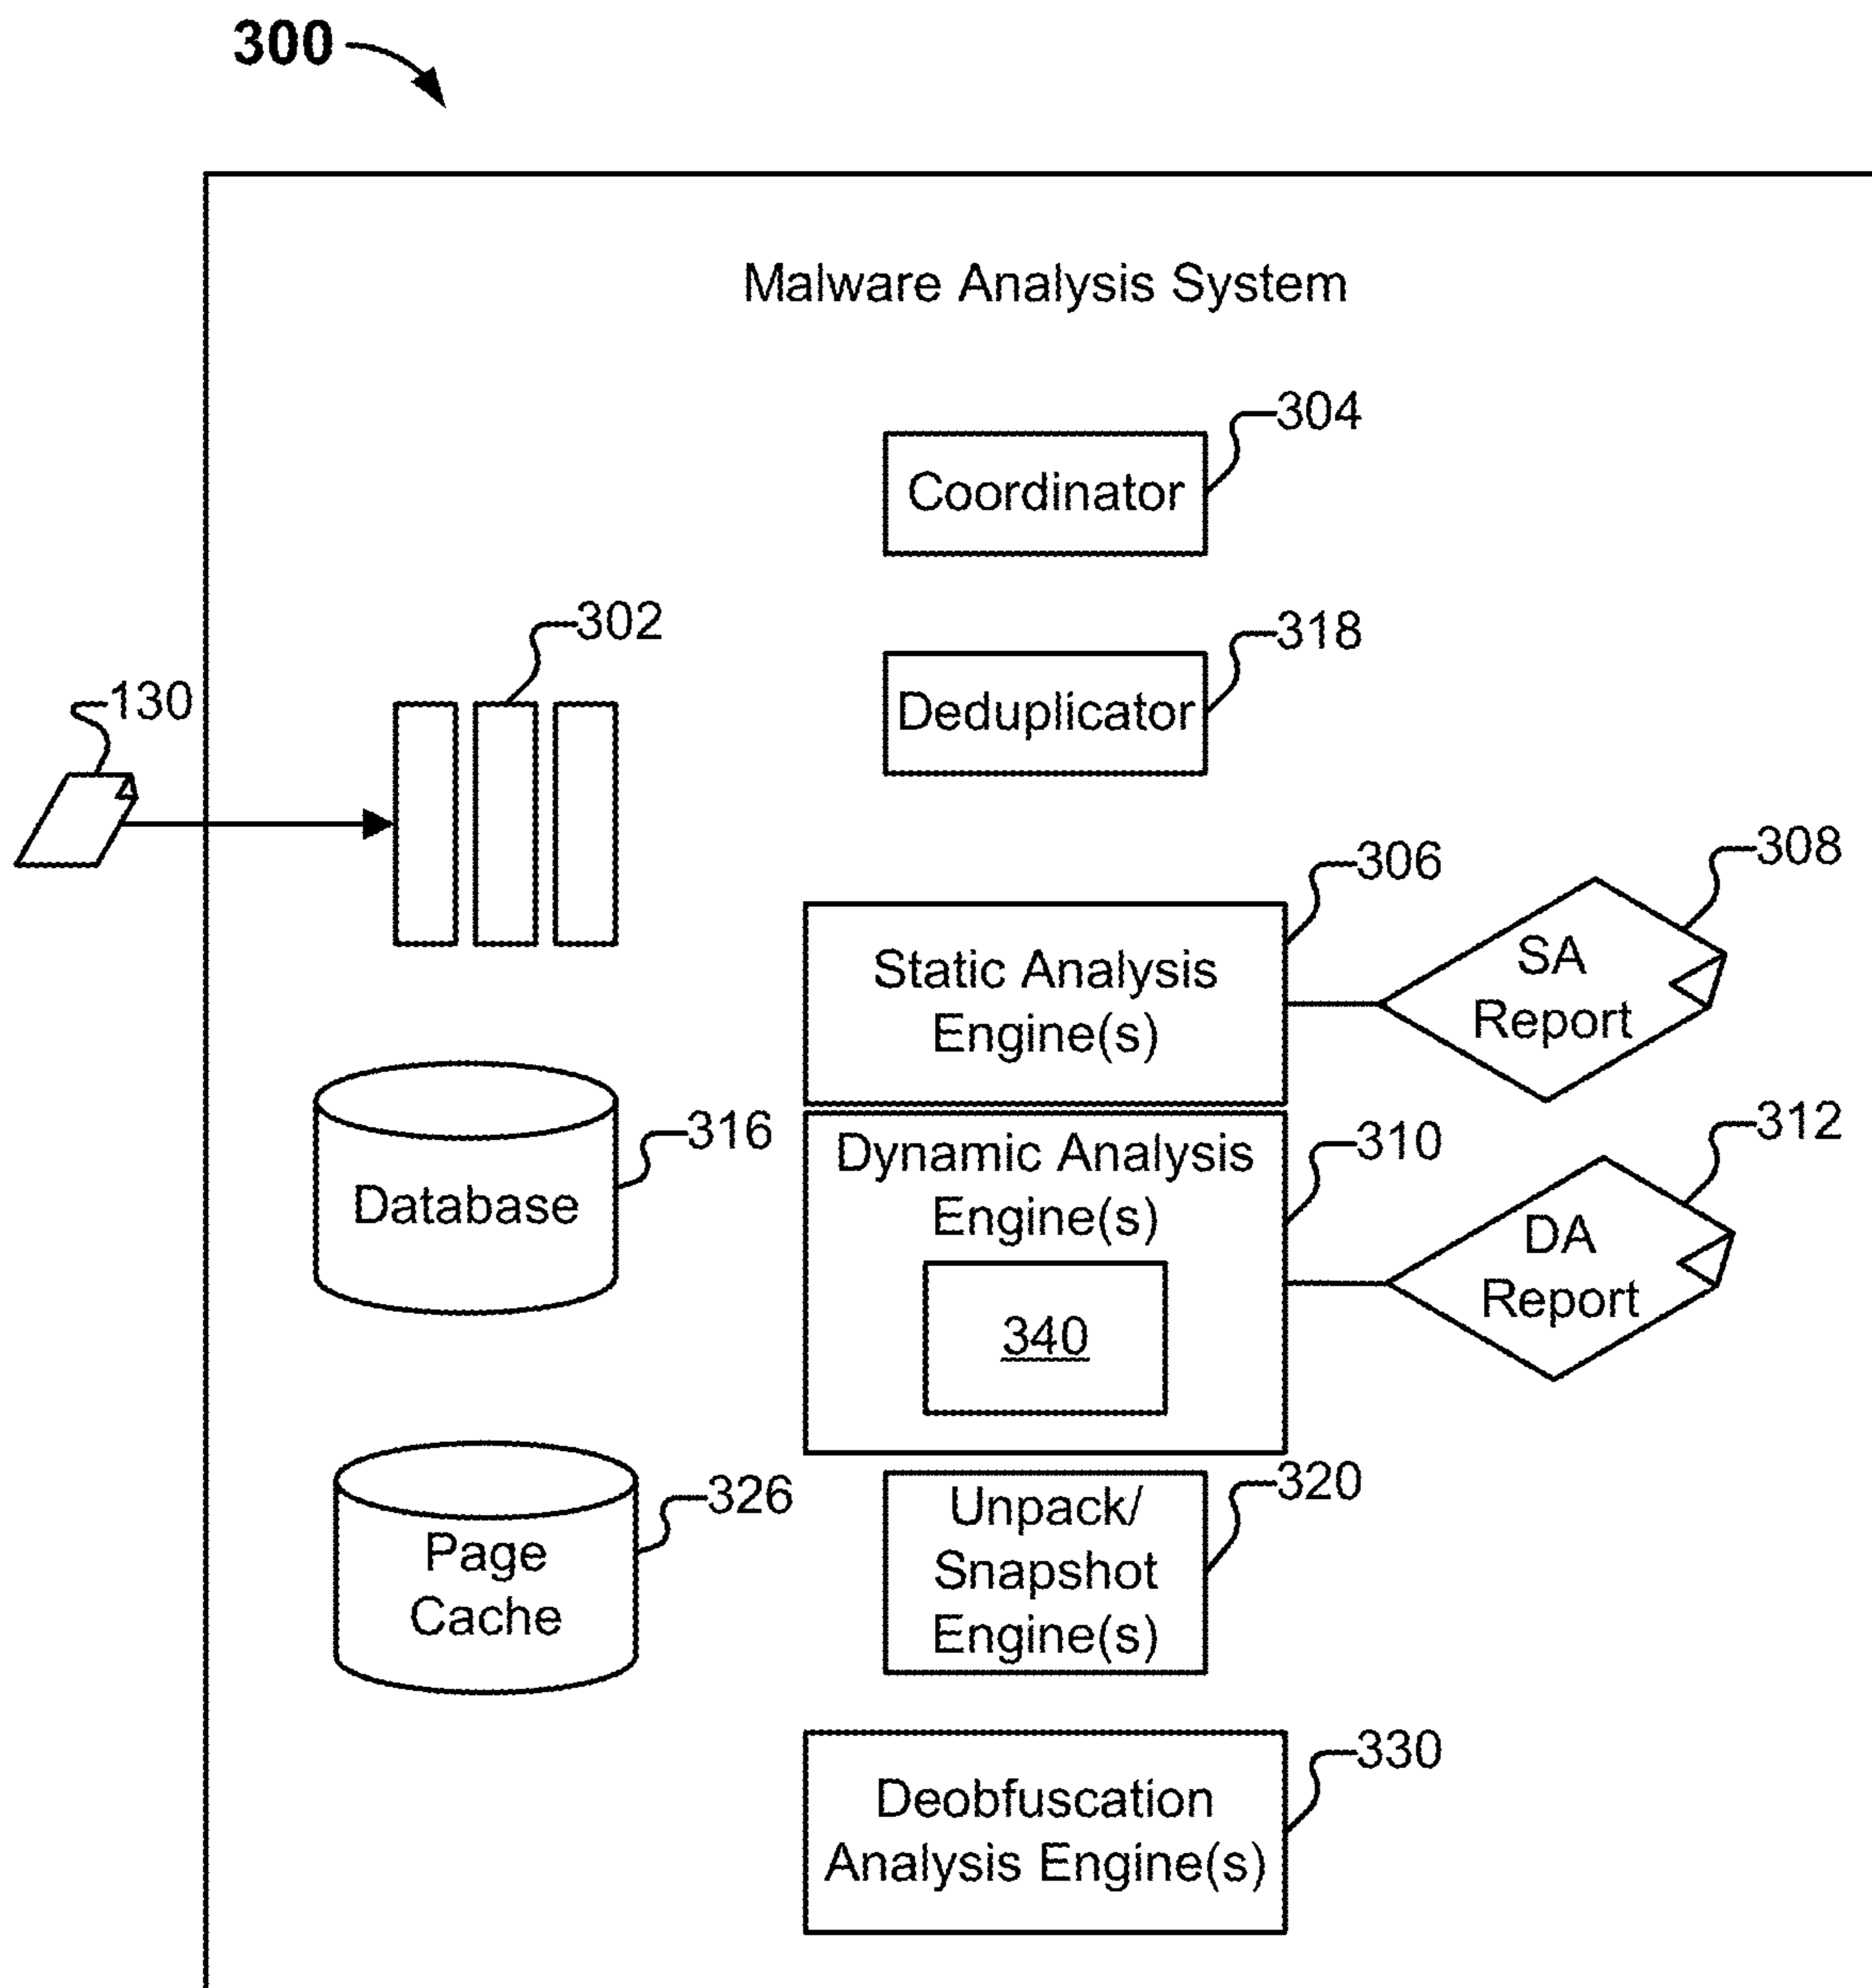 300
Malware Analysis System
304
Coordinator
302
318
Deduplicator
130
306
308
Static Analysis
Engine(s)
SA
Report
316
Database
310
312
Dynamic Analysis
Engine(s)
340
DA
Report
326
Page
Cache
320
Unpack/
Snapshot
Engine(s)
330
Deobfuscation
Analysis Engine(s)